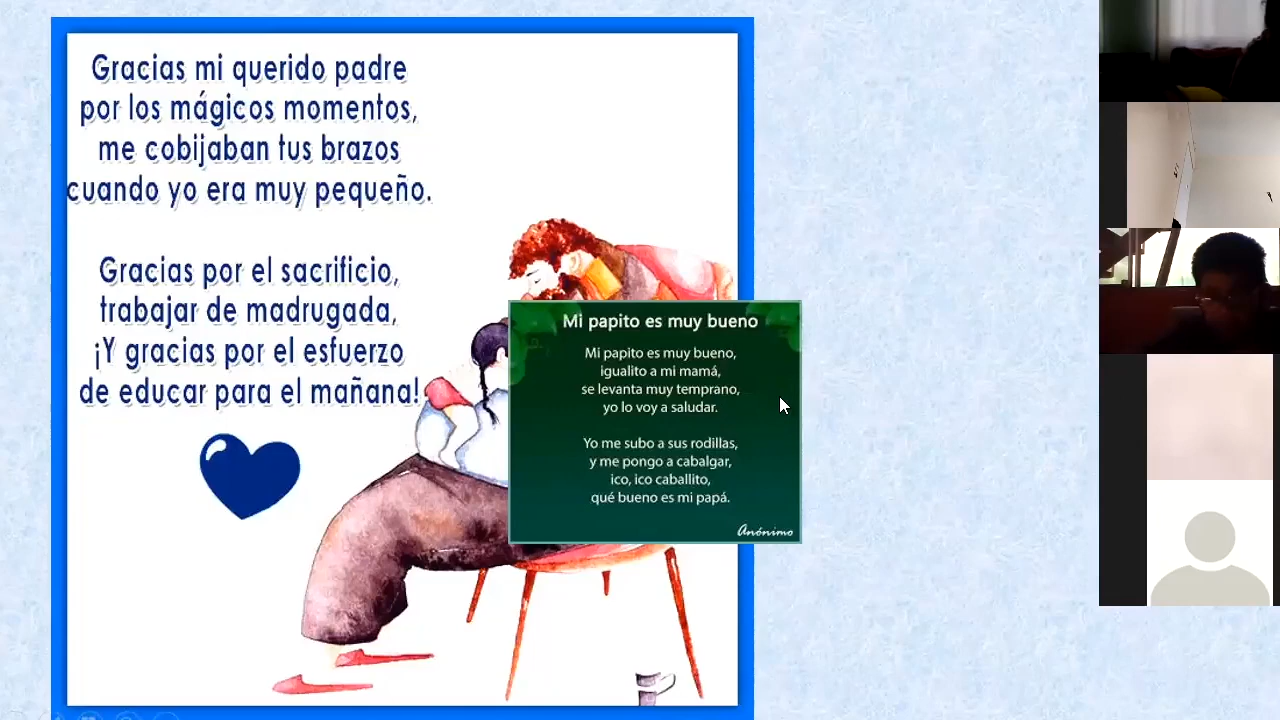 Gracias mi querido padre
por los mágicos momentos,
me cobijaban tus brazos
cuando yo era muy pequeño.
Gracias por el sacrificio,
trabajar de madrugada,
¡Y gracias por el esfuerzo
de educar para el mañana!
Mi papito es muy bueno
Mi papito es muy bueno,
igualito a mi mamá,
se levanta muy temprano,
yo lo voy a saludar.
Yo me subo a sus rodillas,
y me pongo a cabalgar,
ico, ico caballito,
qué bueno es mi papá.
Anónimo